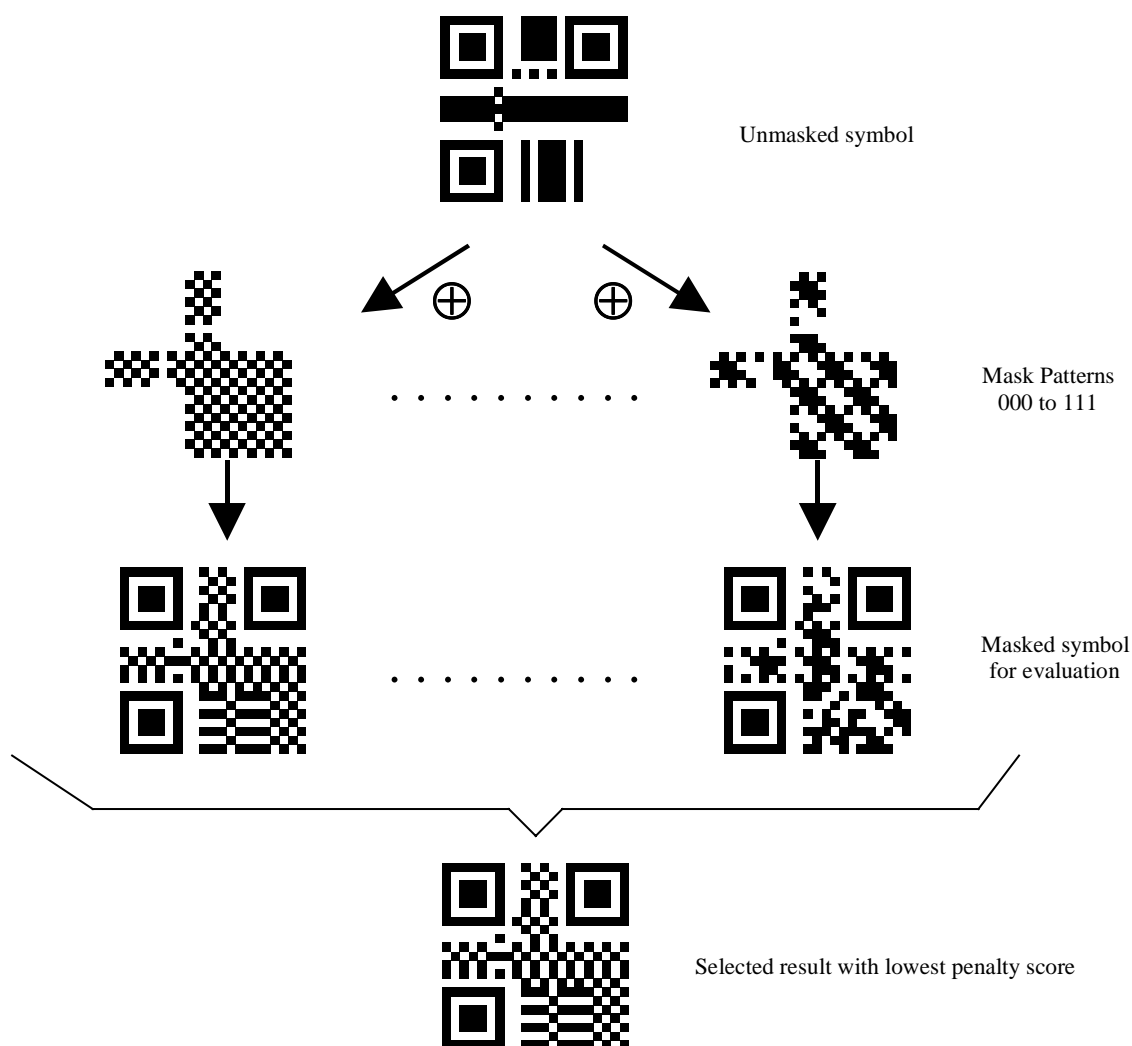 Unmasked symbol
Mask Patterns
000 to 111
Masked symbol
for evaluation
Selected result with lowest penalty score